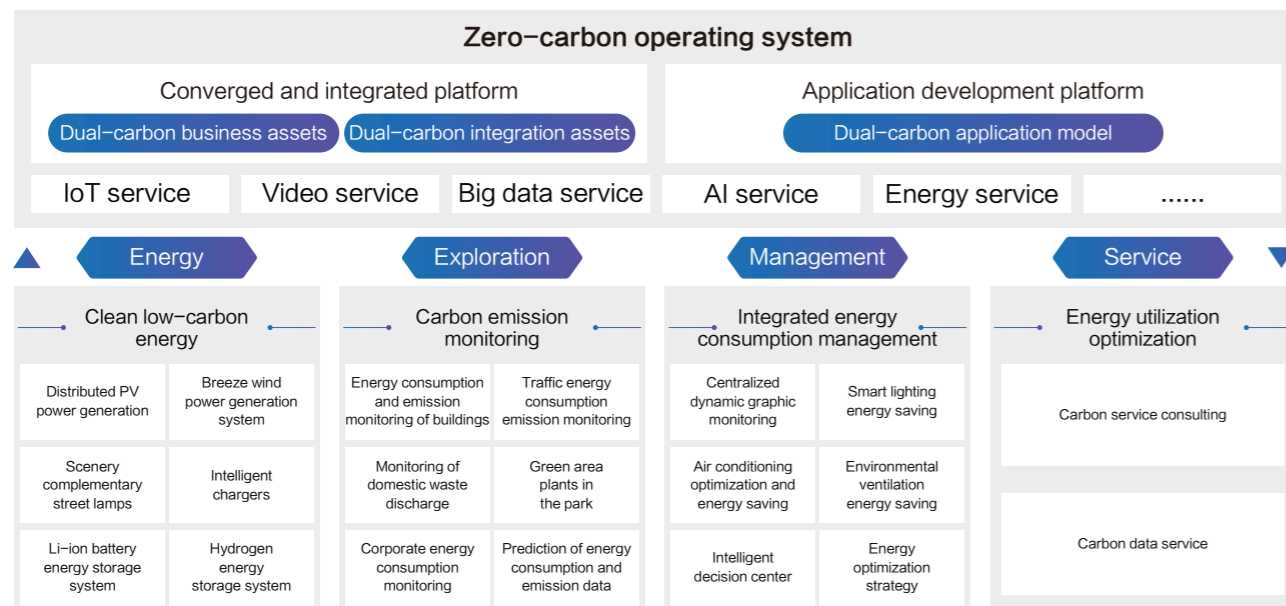 Zero-carbon operating system
Converged and integrated platform
Dual-carbon business assets
Dual-carbon integration assets
Application development platform
Dual-carbon application model
IoT service
Video service
Big data service
AI service
Energy service
......
Energy
Exploration
Management
Service
Clean low-carbon
energy
Distributed PV
power generation
Breeze wind
power generation
system
Scenery
complementary
street lamps
Intelligent
chargers
Li-ion battery
energy storage
system
Hydrogen
energy
storage system
Carbon emission
monitoring
Energy consumption
and emission
monitoring of buildings
Traffic energy
consumption
emission monitoring
Monitoring of
domestic waste
discharge
Green area
plants in
the park
Corporate energy
consumption
monitoring
Prediction of energy
consumption and
emission data
Integrated energy
consumption management
Centralized
dynamic graphic
monitoring
Smart lighting
energy saving
Air conditioning
optimization and
energy saving
Environmental
ventilation
energy saving
Intelligent
decision center
Energy
optimization
strategy
Energy utilization
optimization
Carbon service consulting
Carbon data service